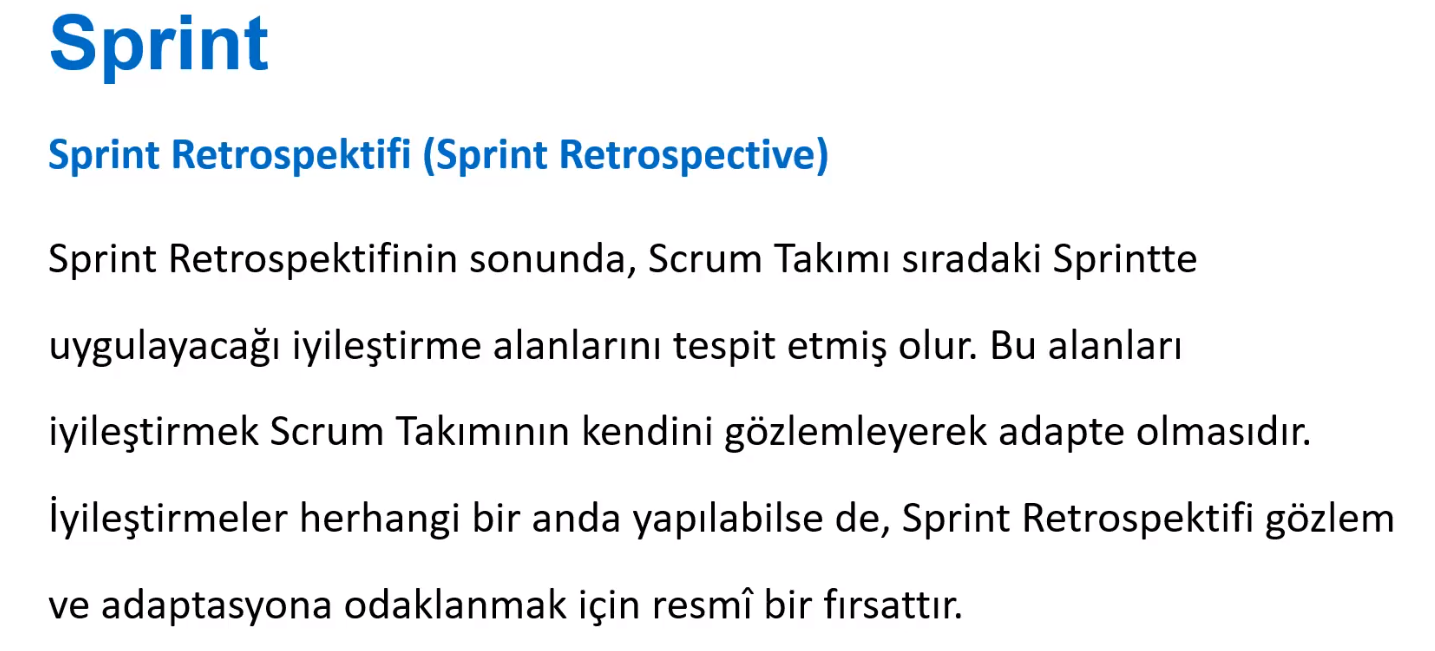 Sprint
Sprint Retrospektifi (Sprint Retrospective)
Sprint Retrospektifinin sonunda, Scrum Takımı sıradaki Sprintte
uygulayacağı iyileştirme alanlarını tespit etmiş olur. Bu alanları
iyileştirmek Scrum Takımının kendini gözlemleyerek adapte olmasıdır.
İyileştirmeler herhangi bir anda yapılabilse de, Sprint Retrospektifi gözlem
ve adaptasyona odaklanmak için resmî bir fırsattır.